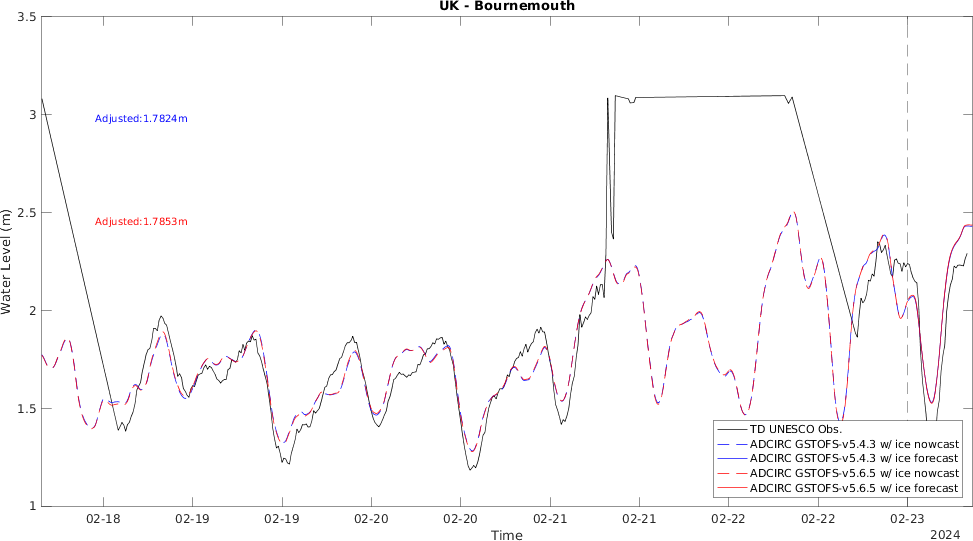 UK - Bournemouth
3.5
3
2.5
2
1.5
1
Water Level (m)
Adjusted:1.7824m
Adjusted:1.7853m
TD UNESCO Obs.
ADCIRC GSTOFS-v5.4.3 w/ ice nowcast
ADCIRC GSTOFS-v5.4.3 w/ ice forecast
ADCIRC GSTOFS-v5.6.5 w/ ice nowcast
ADCIRC GSTOFS-v5.6.5 w/ ice forecast
02-18 02-19 02-19 02-20 02-20 02-21 02-21 02-22 02-22 02-23
Time
2024